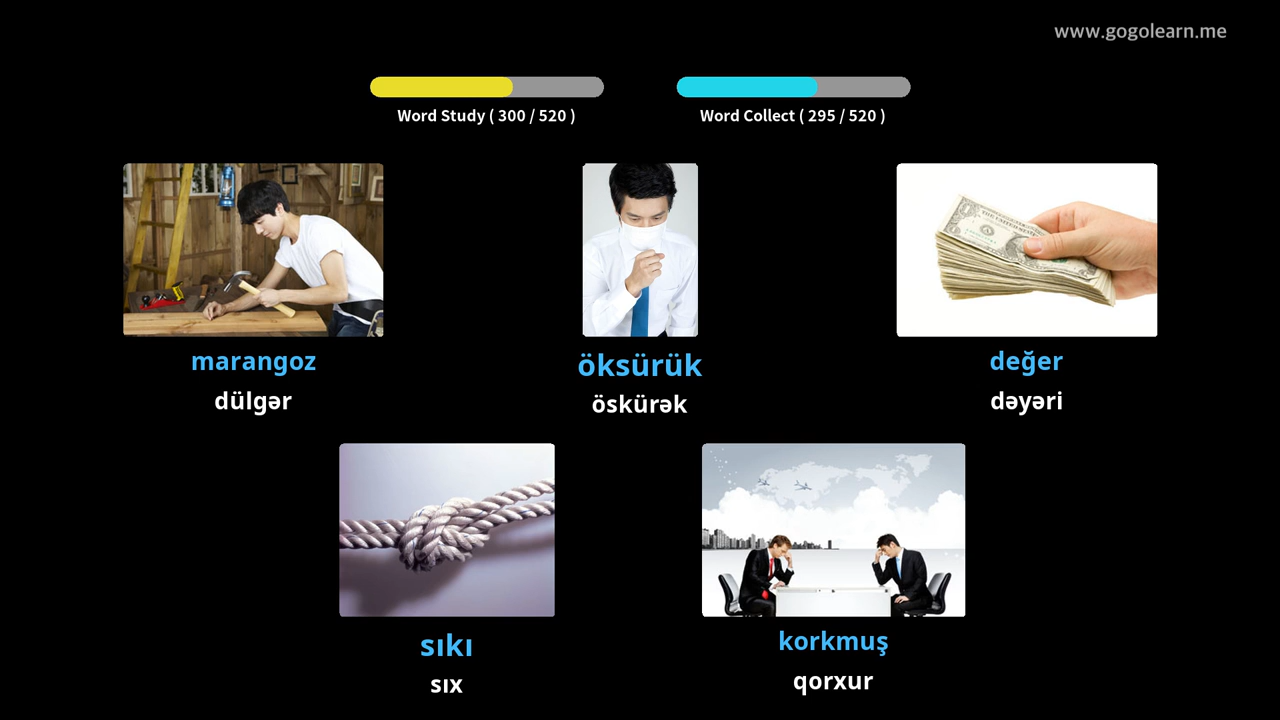 www.gogolearn.me
Word Study ( 300 / 520 )
Word Collect ( 295 / 520 )
marangoz
dülgər
öksürük
öskürək
değer
dəyəri
sıkı
sıx
korkmuş
qorxur